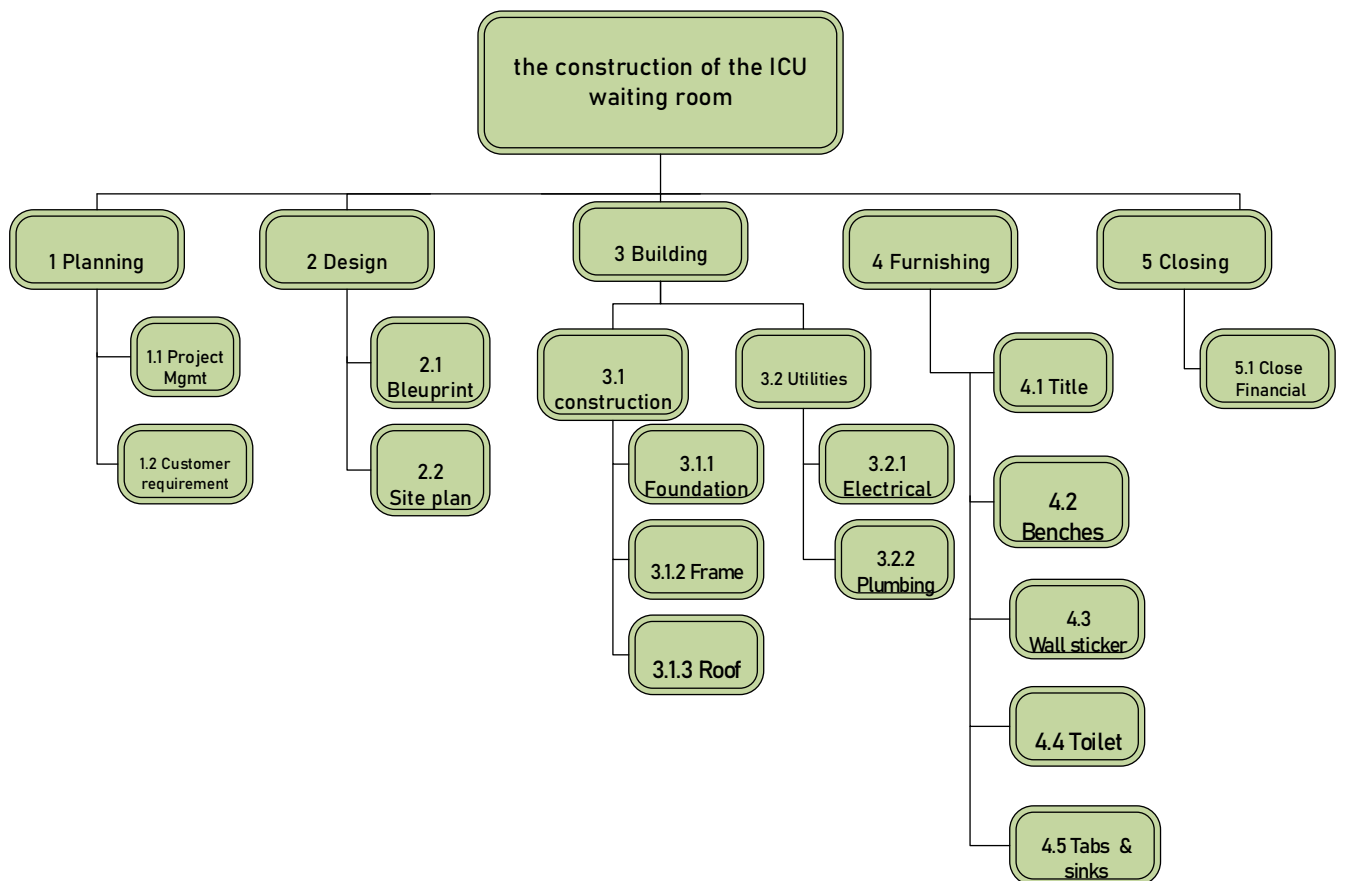 the construction of the ICU
waiting room
1 Planning
2 Design
3 Building
4 Furnishing
5 Closing
1.1 Project
Mgmt
1.2 Customer
requirement
2.1
Bleuprint
2.2
Site plan
3.1
construction
3.1.1
Foundation
3.1.2 Frame
3.1.3 Roof
3.2 Utilities
3.2.1
Electrical
3.2.2
Plumbing
4.1 Title
4.2
Benches
4.3
Wall sticker
4.4 Toilet
4.5 Tabs &
sinks
5.1 Close
Financial